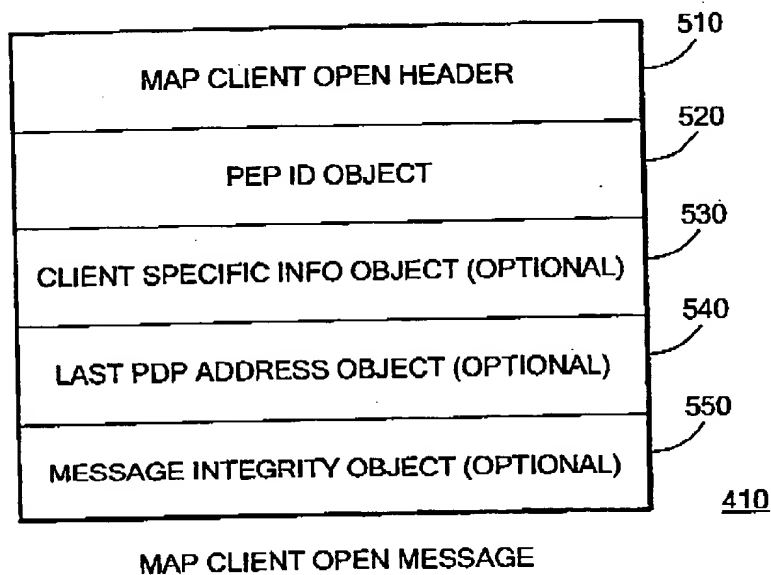 510
MAP CLIENT OPEN HEADER
520
PEP ID OBJECT
530
CLIENT SPECIFIC INFO OBJECT (OPTIONAL)
540
LAST PDP ADDRESS OBJECT (OPTIONAL)
550
MESSAGE INTEGRITY OBJECT (OPTIONAL)
410
MAP CLIENT OPEN MESSAGE